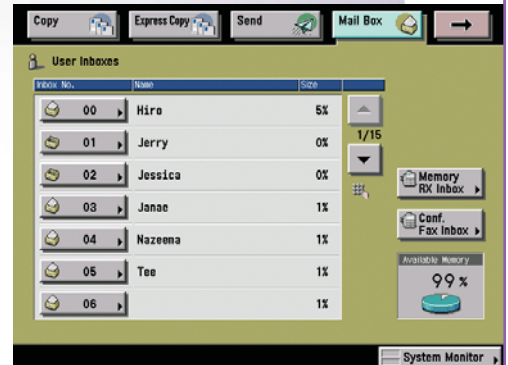 Copy Express Copy Send Mail Box
User Inboxes
Inbox No. Name Size
00 Hiro 5%
01 Jerry 0%
02 Jessica 0%
03 Janae 1%
04 Nazeena 1%
05 Tee 1%
06 1%
1/15
Memory
RX Inbox
Conf.
Fax Inbox
Available Memory
99%
System Monitor